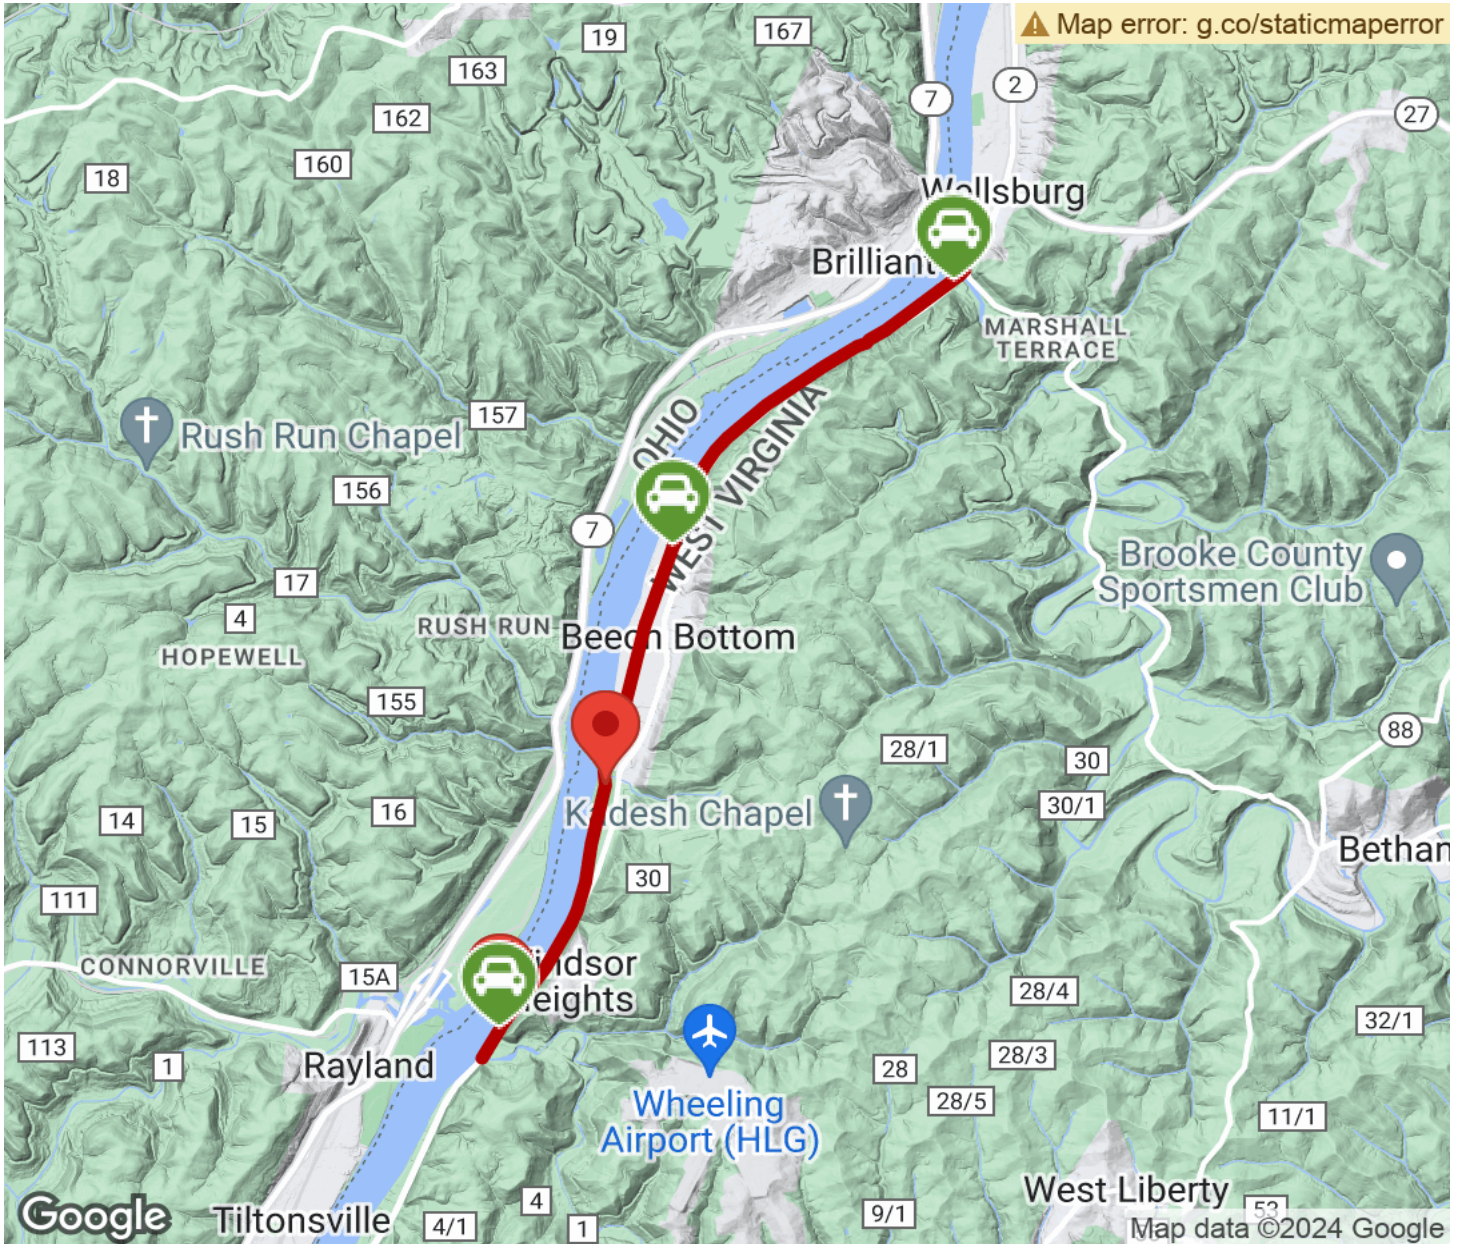 Map error: g.co/staticmaperror
19
167
163
7
2
162
27
160
18
Wellsburg
Brilliant
MARSHALL
TERRACE
OHIO
WEST VIRGINIA
157
Rush Run Chapel
156
7
Brooke County
Sportsmen Club
17
4
RUSH RUN
Beech Bottom
HOPEWELL
155
88
28/1
30
30/1
16
14
15
Kadesh Chapel
Bethan
30
111
CONNORVILLE
15A
indsor
eights
28/4
32/1
113
1
Rayland
28/3
28
28/5
Wheeling
Airport (HLG)
11/1
West Liberty
4
53
9/1
Google
Tiltonsville
4/1
1
Map data ©2024 Google